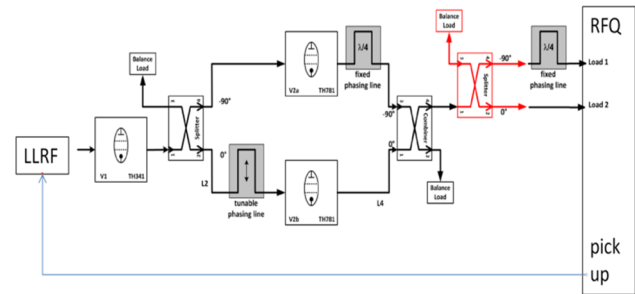 LLRF
V1
TH341
Balance
Load
Splitter
-90°
0°
L2
tunable
phasing line
V2a
TH781
λ/4
fixed
phasing line
V2b
TH781
L4
-90°
0°
Combiner
Balance
Load
Balance
Load
Splitter
-90°
0°
λ/4
fixed
phasing line
RFQ
Load 1
Load 2
pick
up